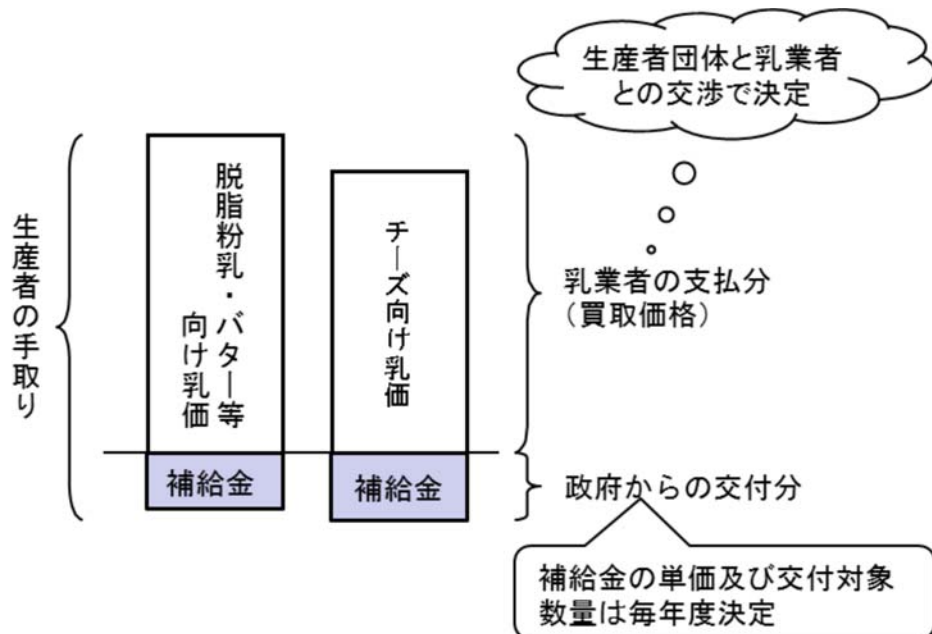 生産者団体と乳業者
との交渉で決定
生産者の手取り
脱脂粉乳・バター等
向け乳価
チーズ向け乳価
乳業者の支払分
（買取価格）
補給金
補給金
政府からの交付分
補給金の単価及び交付対象
数量は毎年度決定